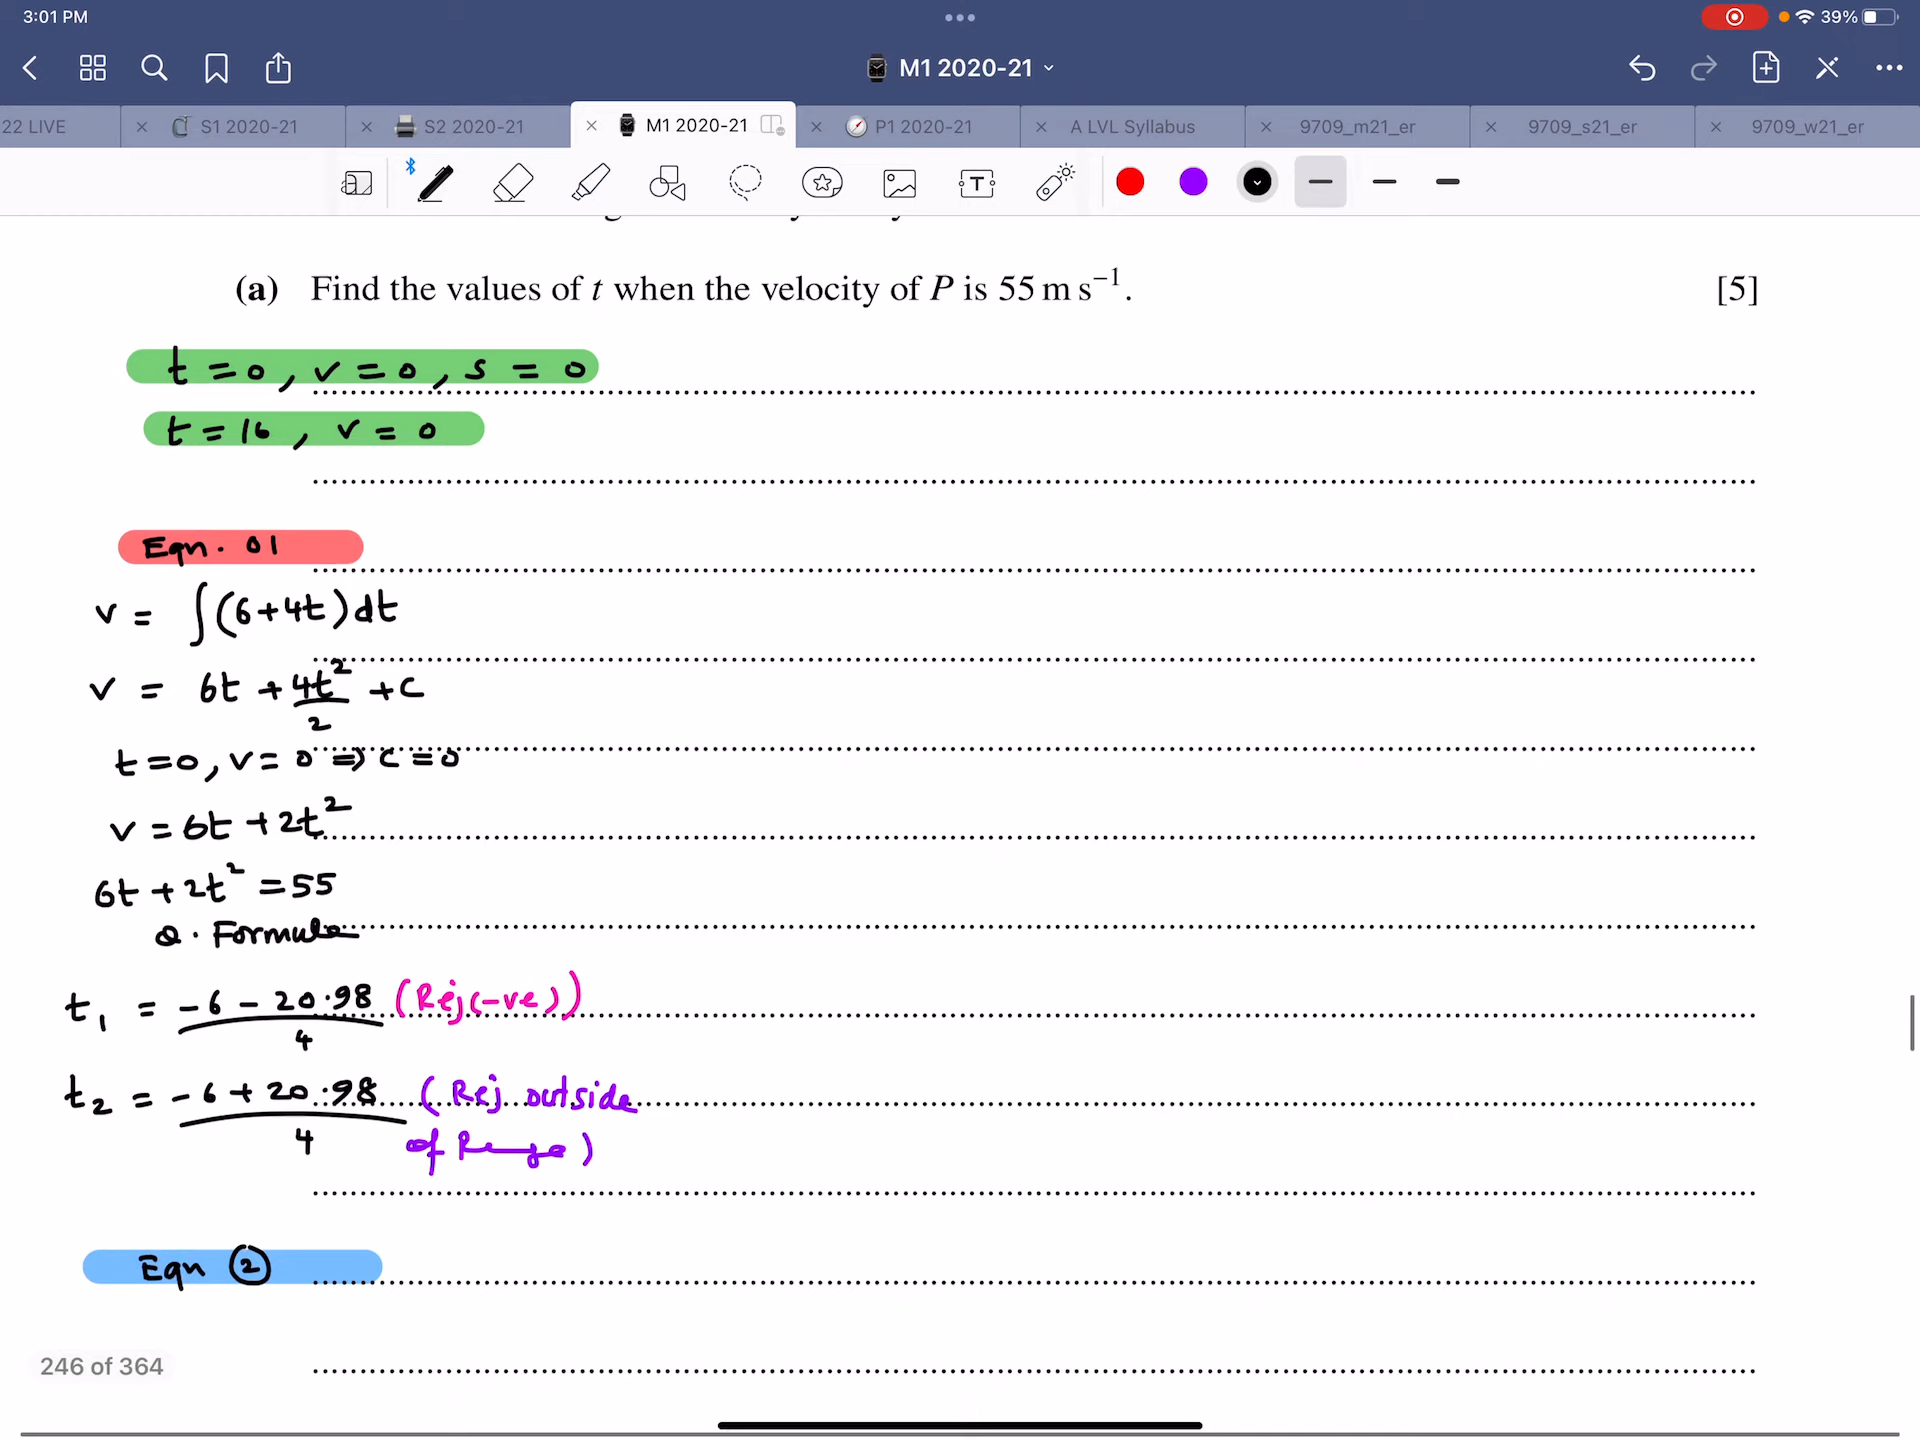 3:01 PM
39%
M1 2020-21
22 LIVE
S1 2020-21
S2 2020-21
M1 2020-21
P1 2020-21
A LVL Syllabus
9709_m21_er
9709_s21_er
9709_w21_er
(a) Find the values of t when the velocity of P is 55 m s⁻¹. [5]
t = 0 , v = 0 , s = 0
t = 16 , v = 0
Eqn. 01
v = ∫(6+4t)dt
v = 6t + 4t²/2 + c
t=0, v=0 ⇒ c=0
v = 6t + 2t²
6t + 2t² = 55
Q. Formula
t₁ = (-6 - 20.98)/4 (Rej(-ve))
t₂ = (-6 + 20.98)/4 (Rej outside
of Range)
Eqn ②
246 of 364